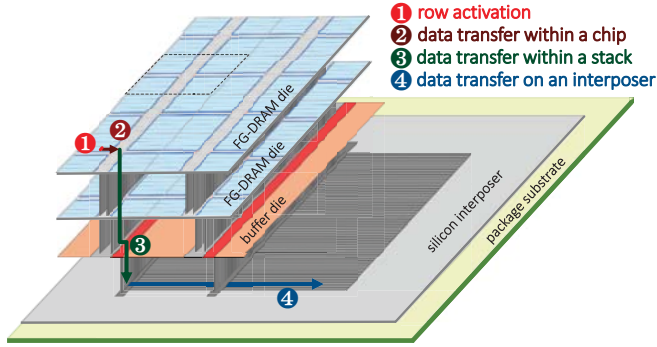 1 row activation
2 data transfer within a chip
3 data transfer within a stack
4 data transfer on an interposer
FG-DRAM die
1
2
FG-DRAM die
buffer die
3
4
silicon interposer
package substrate